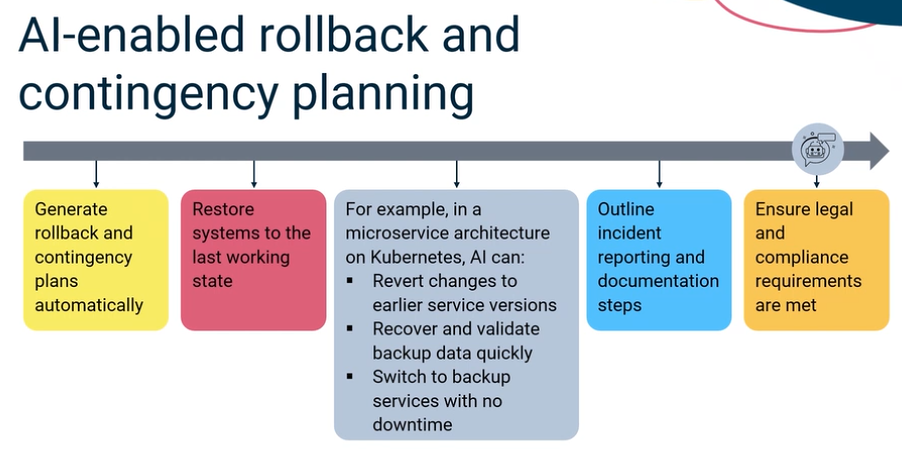 AI-enabled rollback and
contingency planning
Generate
rollback and
contingency
plans
automatically
Restore
systems to the
last working
state
For example, in a
microservice architecture
on Kubernetes, AI can:
▪ Revert changes to
earlier service versions
▪ Recover and validate
backup data quickly
▪ Switch to backup
services with no
downtime
Outline
incident
reporting and
documentation
steps
Ensure legal
and
compliance
requirements
are met